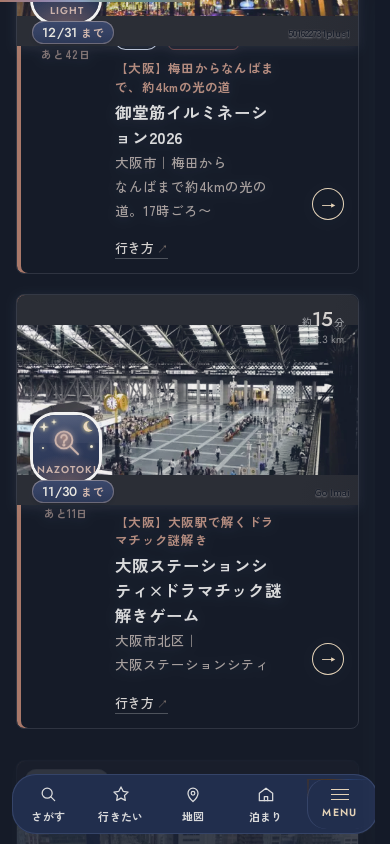 LIGHT
12/31 まで
あと42日
【大阪】梅田からなんばま
で、約4kmの光の道
御堂筋イルミネーシ
ョン2026
大阪市｜梅田から
なんばまで約4kmの光の
道。17時ごろ〜
→
行き方 ↗
約15分
3 km
NAZOTOKI
11/30 まで
あと11日
Go Imai
【大阪】大阪駅で解くドラ
マチック謎解き
大阪ステーションシ
ティ×ドラマチック謎
解きゲーム
大阪市北区｜
大阪ステーションシティ
→
行き方 ↗
さがす
行きたい
地図
泊まり
MENU